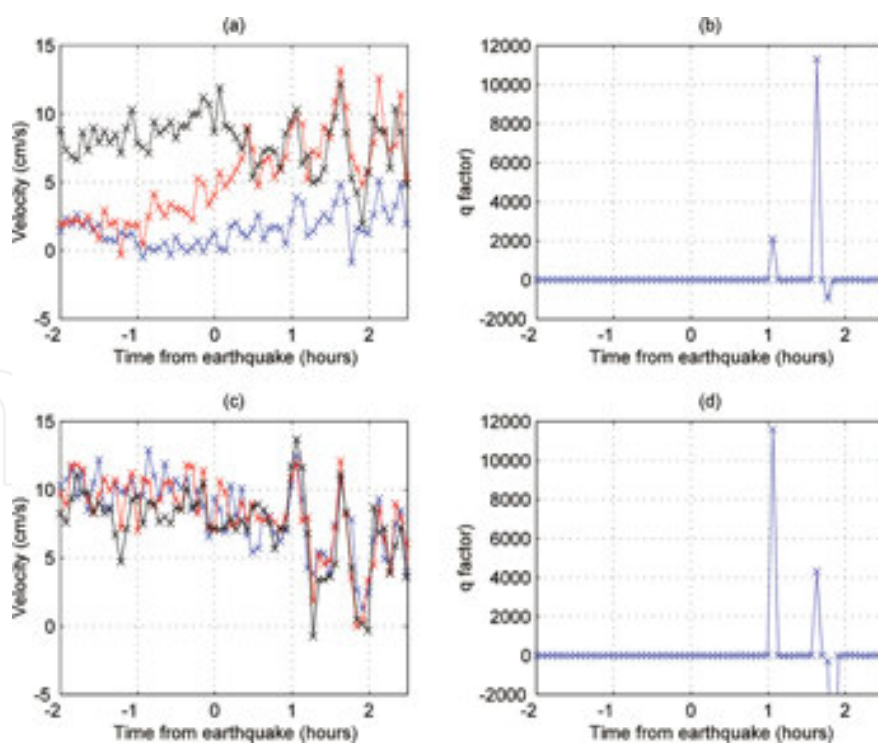 (a)
15
10
5
0
-5
Velocity (cm/s)
-2 -1 0 1 2
Time from earthquake (hours)
(b)
12000
10000
8000
6000
4000
2000
0
-2000
q factor)
-2 -1 0 1 2
Time from earthquake (hours)
(c)
15
10
5
0
-5
Velocity (cm/s)
-2 -1 0 1 2
Time from earthquake (hours)
(d)
12000
10000
8000
6000
4000
2000
0
-2000
q factor)
-2 -1 0 1 2
Time from earthquake (hours)